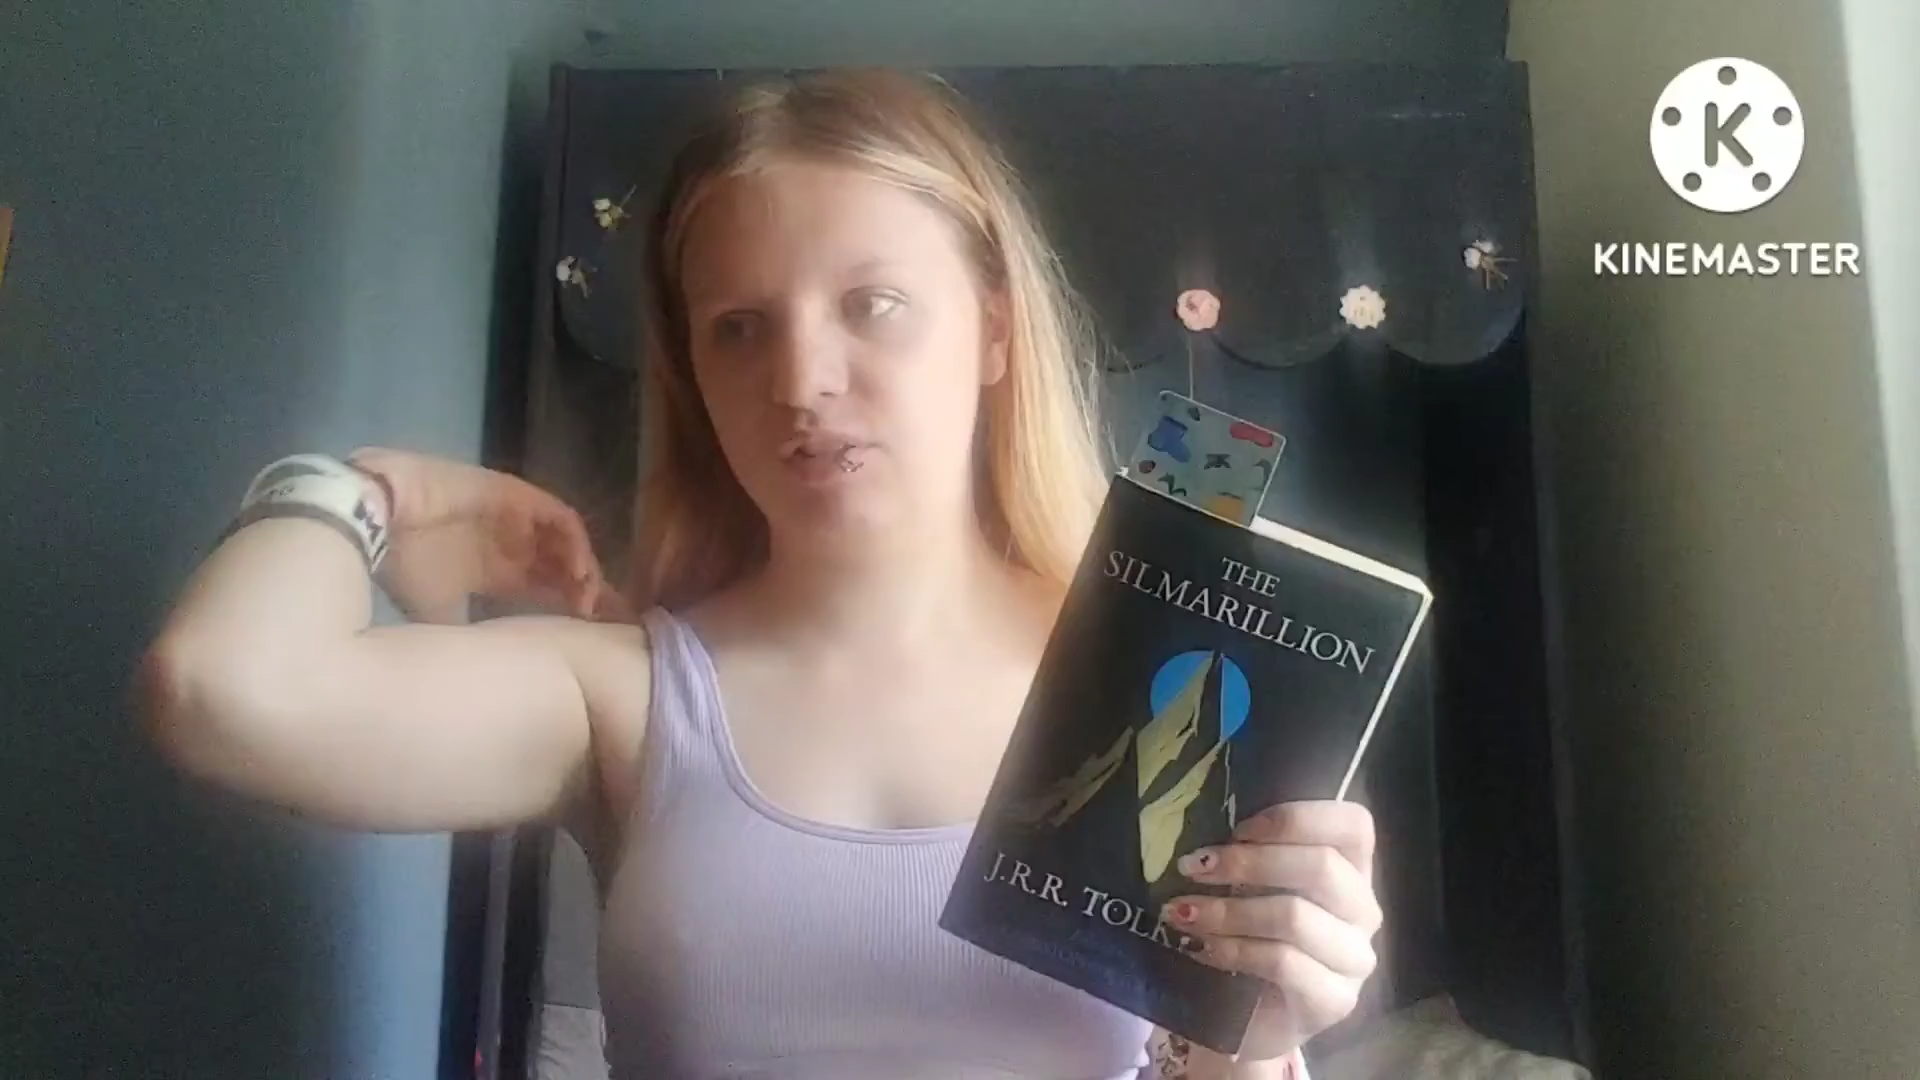 K
KINEMASTER
THE
SILMARILLION
J.R.R. TOLK